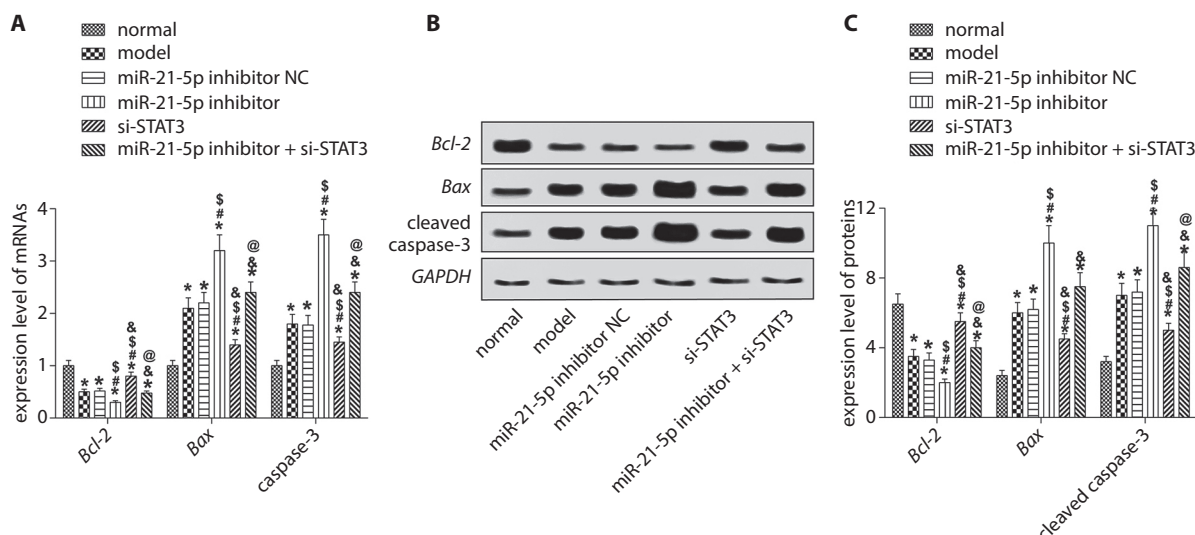 A
normal
model
miR-21-5p inhibitor NC
miR-21-5p inhibitor
si-STAT3
miR-21-5p inhibitor + si-STAT3
expression level of mRNAs
4
3
2
1
0
* * $#* &$#* @&*
* * $#* &$#* @&*
* * $#* &$#* @&*
Bcl-2
Bax
caspase-3
B
Bcl-2
Bax
cleaved
caspase-3
GAPDH
normal
model
miR-21-5p inhibitor NC
miR-21-5p inhibitor
si-STAT3
miR-21-5p inhibitor + si-STAT3
C
normal
model
miR-21-5p inhibitor NC
miR-21-5p inhibitor
si-STAT3
miR-21-5p inhibitor + si-STAT3
expression level of proteins
12
8
4
0
* * $#* &$#* @&*
* * $#* &$#* &*
* * $#* &$#* @&*
Bcl-2
Bax
cleaved caspase-3